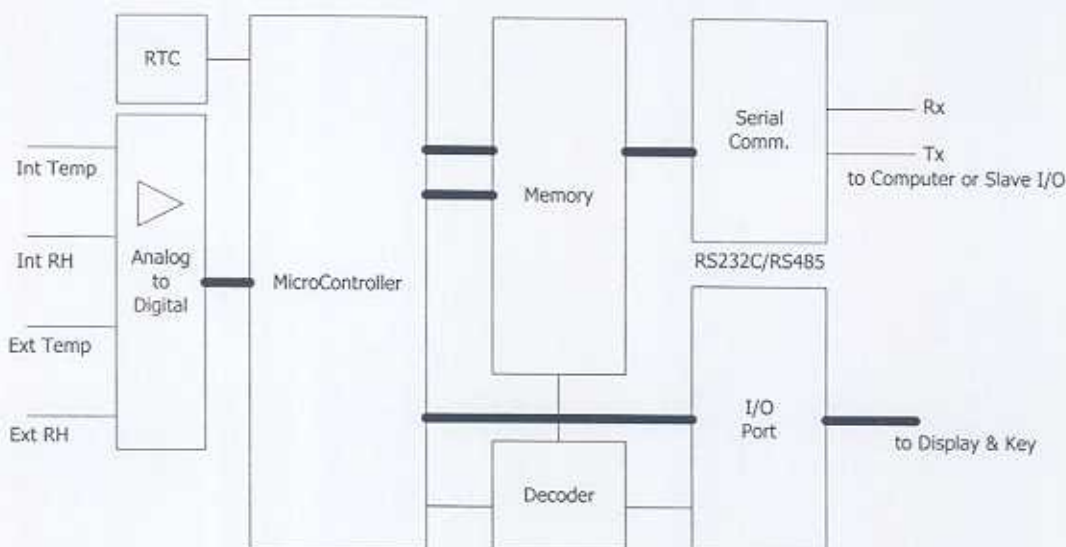 RTC
Int Temp
Int RH
Ext Temp
Ext RH
Analog
to
Digital
MicroController
Memory
Decoder
Serial
Comm.
Rx
Tx
to Computer or Slave I/O
RS232C/RS485
I/O
Port
to Display & Key